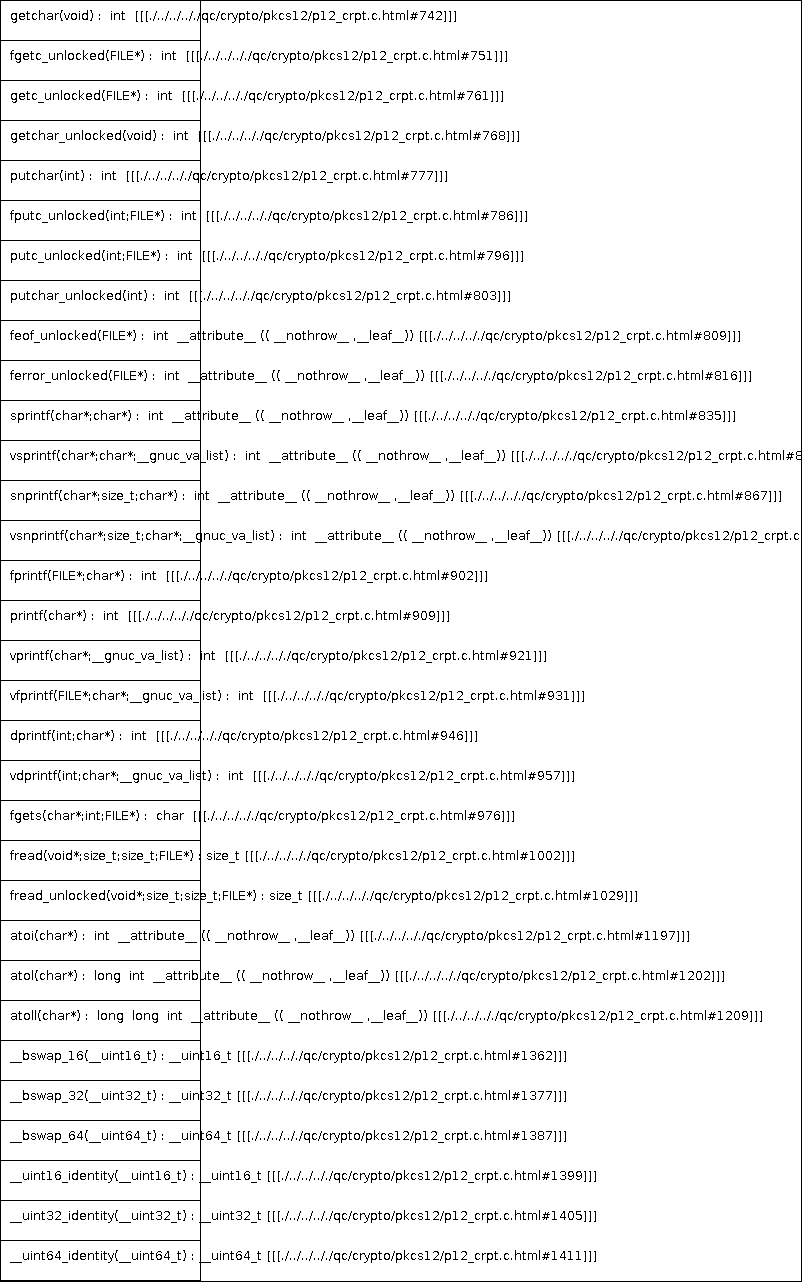 getchar(void) : int [[[./../../../qc/crypto/pkcs12/p12_crpt.c.html#742]]]
fgetc_unlocked(FILE*) : int [[[./../../../qc/crypto/pkcs12/p12_crpt.c.html#751]]]
getc_unlocked(FILE*) : int [[[./../../../qc/crypto/pkcs12/p12_crpt.c.html#761]]]
getchar_unlocked(void) : int [[[./../../../qc/crypto/pkcs12/p12_crpt.c.html#768]]]
putchar(int) : int [[[./../../../qc/crypto/pkcs12/p12_crpt.c.html#777]]]
fputc_unlocked(int;FILE*) : int [[[./../../../qc/crypto/pkcs12/p12_crpt.c.html#786]]]
putc_unlocked(int;FILE*) : int [[[./../../../qc/crypto/pkcs12/p12_crpt.c.html#796]]]
putchar_unlocked(int) : int [[[./../../../qc/crypto/pkcs12/p12_crpt.c.html#803]]]
feof_unlocked(FILE*) : int __attribute__ (( __nothrow__ ,__leaf__)) [[[./../../../qc/crypto/pkcs12/p12_crpt.c.html#809]]]
ferror_unlocked(FILE*) : int __attribute__ (( __nothrow__ ,__leaf__)) [[[./../../../qc/crypto/pkcs12/p12_crpt.c.html#816]]]
sprintf(char*;char*) : int __attribute__ (( __nothrow__ ,__leaf__)) [[[./../../../qc/crypto/pkcs12/p12_crpt.c.html#835]]]
vsprintf(char*;char*;__gnuc_va_list) : int __attribute__ (( __nothrow__ ,__leaf__)) [[[./../../../qc/crypto/pkcs12/p12_crpt.c.html#8
snprintf(char*;size_t;char*) : int __attribute__ (( __nothrow__ ,__leaf__)) [[[./../../../qc/crypto/pkcs12/p12_crpt.c.html#867]]]
vsnprintf(char*;size_t;char*;__gnuc_va_list) : int __attribute__ (( __nothrow__ ,__leaf__)) [[[./../../../qc/crypto/pkcs12/p12_crpt.c
fprintf(FILE*;char*) : int [[[./../../../qc/crypto/pkcs12/p12_crpt.c.html#902]]]
printf(char*) : int [[[./../../../qc/crypto/pkcs12/p12_crpt.c.html#909]]]
vprintf(char*;__gnuc_va_list) : int [[[./../../../qc/crypto/pkcs12/p12_crpt.c.html#921]]]
vfprintf(FILE*;char*;__gnuc_va_list) : int [[[./../../../qc/crypto/pkcs12/p12_crpt.c.html#931]]]
dprintf(int;char*) : int [[[./../../../qc/crypto/pkcs12/p12_crpt.c.html#946]]]
vdprintf(int;char*;__gnuc_va_list) : int [[[./../../../qc/crypto/pkcs12/p12_crpt.c.html#957]]]
fgets(char*;int;FILE*) : char [[[./../../../qc/crypto/pkcs12/p12_crpt.c.html#976]]]
fread(void*;size_t;size_t;FILE*) : size_t [[[./../../../qc/crypto/pkcs12/p12_crpt.c.html#1002]]]
fread_unlocked(void*;size_t;size_t;FILE*) : size_t [[[./../../../qc/crypto/pkcs12/p12_crpt.c.html#1029]]]
atoi(char*) : int __attribute__ (( __nothrow__ ,__leaf__)) [[[./../../../qc/crypto/pkcs12/p12_crpt.c.html#1197]]]
atol(char*) : long int __attribute__ (( __nothrow__ ,__leaf__)) [[[./../../../qc/crypto/pkcs12/p12_crpt.c.html#1202]]]
atoll(char*) : long long int __attribute__ (( __nothrow__ ,__leaf__)) [[[./../../../qc/crypto/pkcs12/p12_crpt.c.html#1209]]]
__bswap_16(__uint16_t) : __uint16_t [[[./../../../qc/crypto/pkcs12/p12_crpt.c.html#1362]]]
__bswap_32(__uint32_t) : __uint32_t [[[./../../../qc/crypto/pkcs12/p12_crpt.c.html#1377]]]
__bswap_64(__uint64_t) : __uint64_t [[[./../../../qc/crypto/pkcs12/p12_crpt.c.html#1387]]]
__uint16_identity(__uint16_t) : __uint16_t [[[./../../../qc/crypto/pkcs12/p12_crpt.c.html#1399]]]
__uint32_identity(__uint32_t) : __uint32_t [[[./../../../qc/crypto/pkcs12/p12_crpt.c.html#1405]]]
__uint64_identity(__uint64_t) : __uint64_t [[[./../../../qc/crypto/pkcs12/p12_crpt.c.html#1411]]]